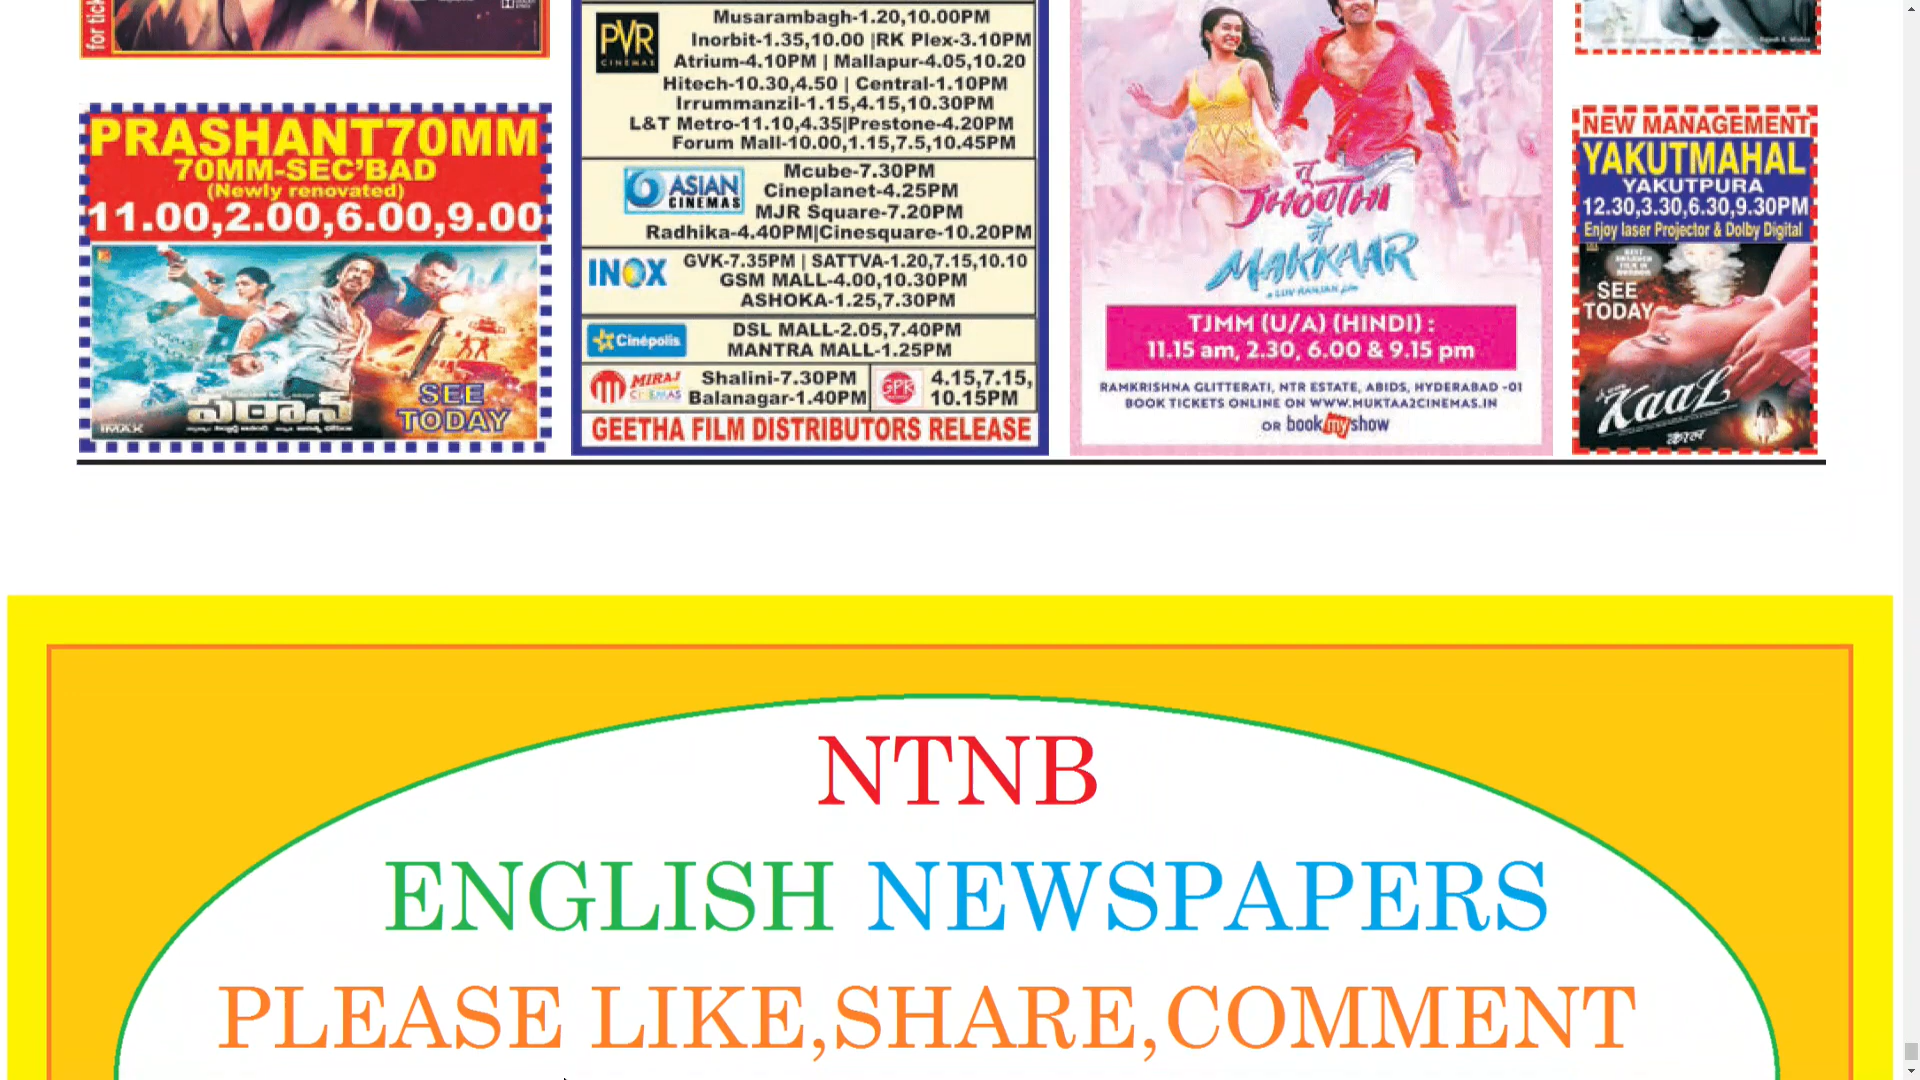 for tick
PRASHANT70MM
70MM-SEC'BAD
(Newly renovated)
11.00,2.00,6.00,9.00
పఠాన్
SEE
TODAY
IMAX
PVR
CINEMAS
Musarambagh-1.20,10.00PM
Inorbit-1.35,10.00 |RK Plex-3.10PM
Atrium-4.10PM | Mallapur-4.05,10.20
Hitech-10.30,4.50 | Central-1.10PM
Irrummanzil-1.15,4.15,10.30PM
L&T Metro-11.10,4.35|Prestone-4.20PM
Forum Mall-10.00,1.15,7.5,10.45PM
ASIAN
CINEMAS
Mcube-7.30PM
Cineplanet-4.25PM
MJR Square-7.20PM
Radhika-4.40PM|Cinesquare-10.20PM
INOX
GVK-7.35PM | SATTVA-1.20,7.15,10.10
GSM MALL-4.00,10.30PM
ASHOKA-1.25,7.30PM
Cinépolis
DSL MALL-2.05,7.40PM
MANTRA MALL-1.25PM
MIRAJ
CINEMAS
Shalini-7.30PM
Balanagar-1.40PM
GPK
4.15,7.15,
10.15PM
GEETHA FILM DISTRIBUTORS RELEASE
तू
JHOOTHI
मैं
MAKKAAR
a LUV RANJAN film
TJMM (U/A) (HINDI) :
11.15 am, 2.30, 6.00 & 9.15 pm
RAMKRISHNA GLITTERATI, NTR ESTATE, ABIDS, HYDERABAD -01
BOOK TICKETS ONLINE ON WWW.MUKTAA2CINEMAS.IN
OR bookmyshow
NEW MANAGEMENT
YAKUTMAHAL
YAKUTPURA
12.30,3.30,6.30,9.30PM
Enjoy laser Projector & Dolby Digital
SEE
TODAY
Kaal
काल
NTNB
ENGLISH NEWSPAPERS
PLEASE LIKE,SHARE,COMMENT